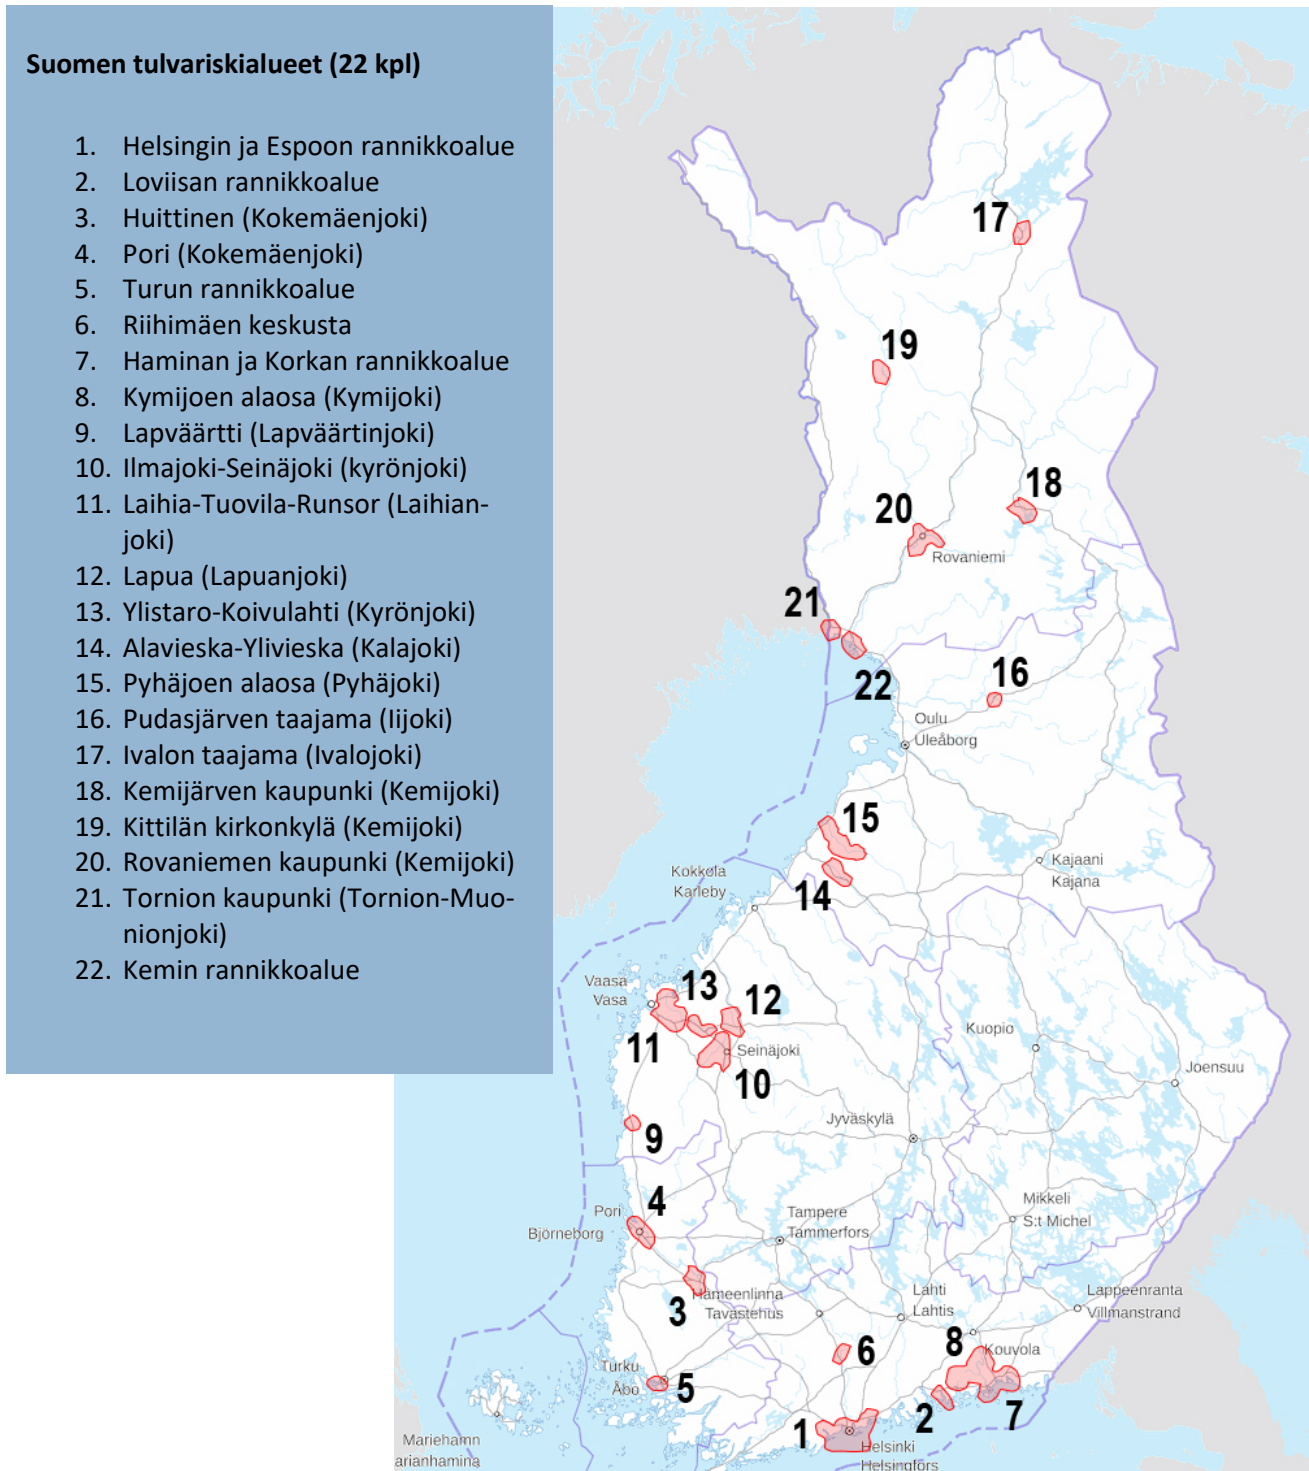 Suomen tulvariskialueet (22 kpl)
1. Helsingin ja Espoon rannikkoalue
2. Loviisan rannikkoalue
3. Huittinen (Kokemäenjoki)
4. Pori (Kokemäenjoki)
5. Turun rannikkoalue
6. Riihimäen keskusta
7. Haminan ja Korkan rannikkoalue
8. Kymijoen alaosa (Kymijoki)
9. Lapväärtti (Lapväärtinjoki)
10. Ilmajoki-Seinäjoki (kyrönjoki)
11. Laihia-Tuovila-Runsor (Laihian-
joki)
12. Lapua (Lapuanjoki)
13. Ylistaro-Koivulahti (Kyrönjoki)
14. Alavieska-Ylivieska (Kalajoki)
15. Pyhäjoen alaosa (Pyhäjoki)
16. Pudasjärven taajama (Iijoki)
17. Ivalon taajama (Ivalojoki)
18. Kemijärven kaupunki (Kemijoki)
19. Kittilän kirkonkylä (Kemijoki)
20. Rovaniemen kaupunki (Kemijoki)
21. Tornion kaupunki (Tornion-Muo-
nionjoki)
22. Kemin rannikkoalue
17
19
18
20
Rovaniemi
21
22
16
Oulu
Uleåborg
15
Kokkola
Karleby
14
Kajaani
Kajana
Vaasa
Vasa
13
12
11
Seinäjoki
10
Kuopio
Joensuu
Jyväskylä
9
4
Pori
Björneborg
Tampere
Tammerfors
Mikkeli
S:t Michel
3
Hämeenlinna
Tavastehus
Lahti
Lahtis
Lappeenranta
Villmanstrand
6
8
Kouvola
Turku
Åbo
5
2
7
1
Helsinki
Helsingfors
Mariehamn
arianhamina